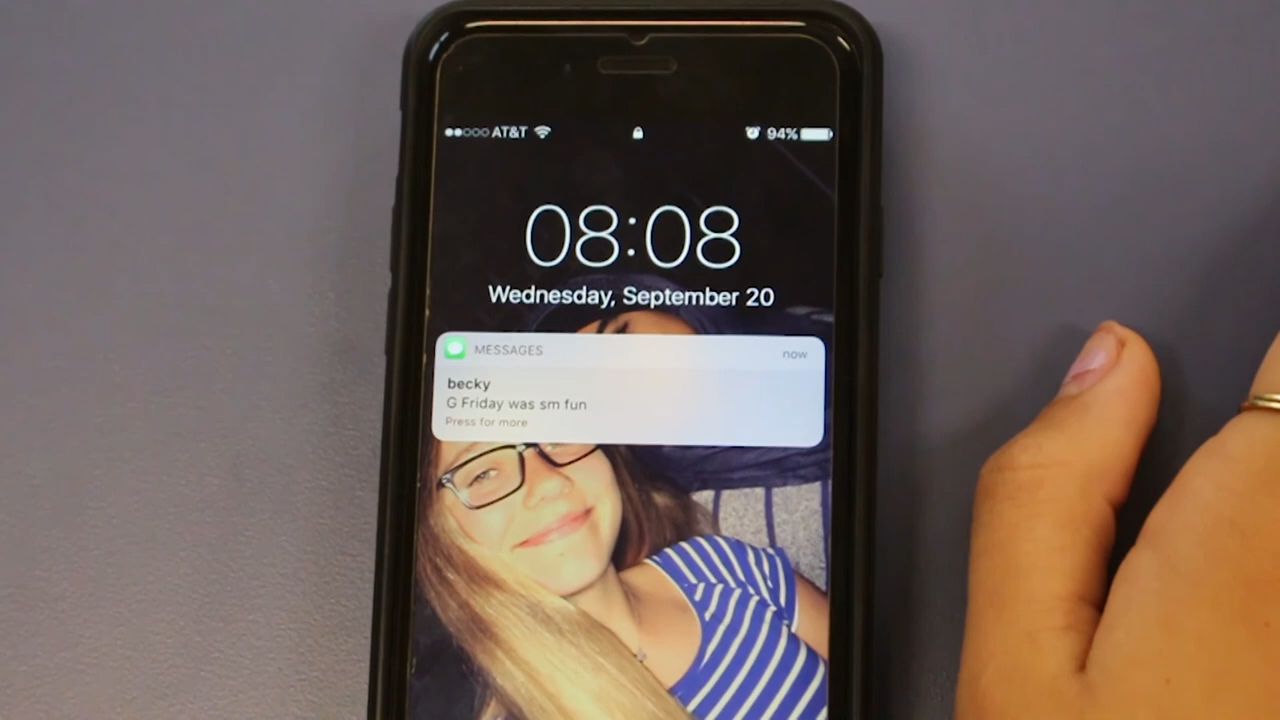 AT&T 94%
08:08
Wednesday, September 20
MESSAGES now
becky
G Friday was sm fun
Press for more